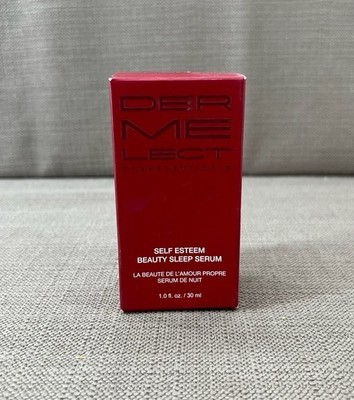 DER
ME
LECT
SELF ESTEEM
BEAUTY SLEEP SERUM
LA BEAUTE DE L'AMOUR PROPRE
SERUM DE NUIT
1.0 fl. oz. / 30 ml